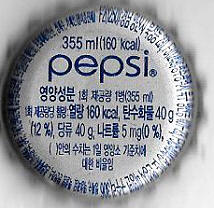 355 ml(160 kcal)
pepsi®
영양성분 1회 제공량 1병(355 ml)
1회 제공량당 함량: 열량 160 kcal, 탄수화물 40 g
(12 %), 당류 40 g, 나트륨 5 mg(0 %),
( )안의 수치는 1일 영양소 기준치에
대한 비율임